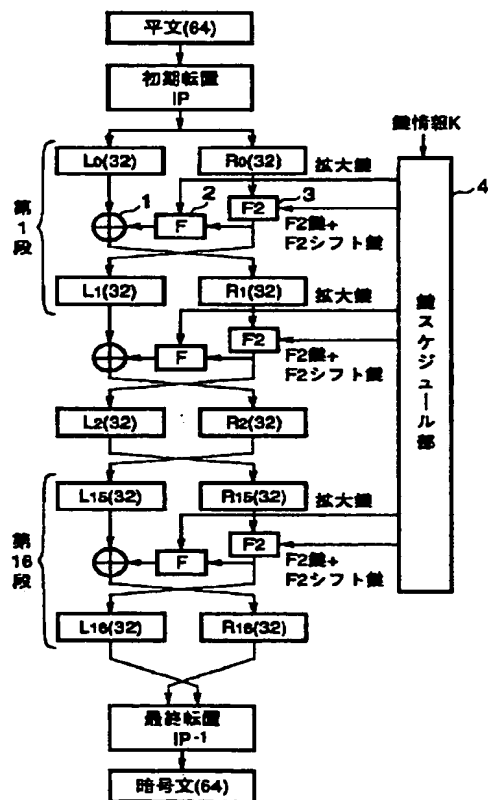 平文(64)
初期転置
IP
鍵情報K
L0(32)
R0(32)
拡大鍵
4
1
2
3
第1段
F
F2
F2鍵+
F2シフト鍵
L1(32)
R1(32)
拡大鍵
F
F2
F2鍵+
F2シフト鍵
鍵スケジュール部
L2(32)
R2(32)
L15(32)
R15(32)
拡大鍵
第16段
F
F2
F2鍵+
F2シフト鍵
L16(32)
R16(32)
最終転置
IP-1
暗号文(64)